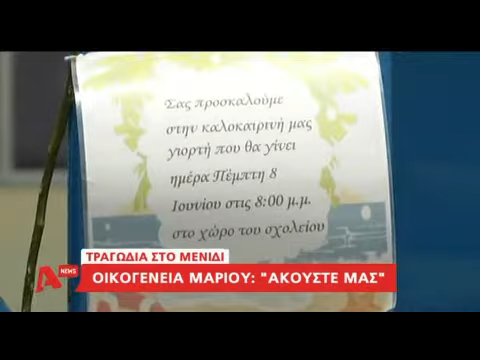 Σας προσκαλούμε
στην καλοκαιρινή μας
γιορτή που θα γίνει
ημέρα Πέμπτη 8
Ιουνίου στις 8:00 μ.μ.
στο χώρο του σχολείου
ΤΡΑΓΩΔΙΑ ΣΤΟ ΜΕΝΙΔΙ
A NEWS
ΟΙΚΟΓΕΝΕΙΑ ΜΑΡΙΟΥ: "ΑΚΟΥΣΤΕ ΜΑΣ"